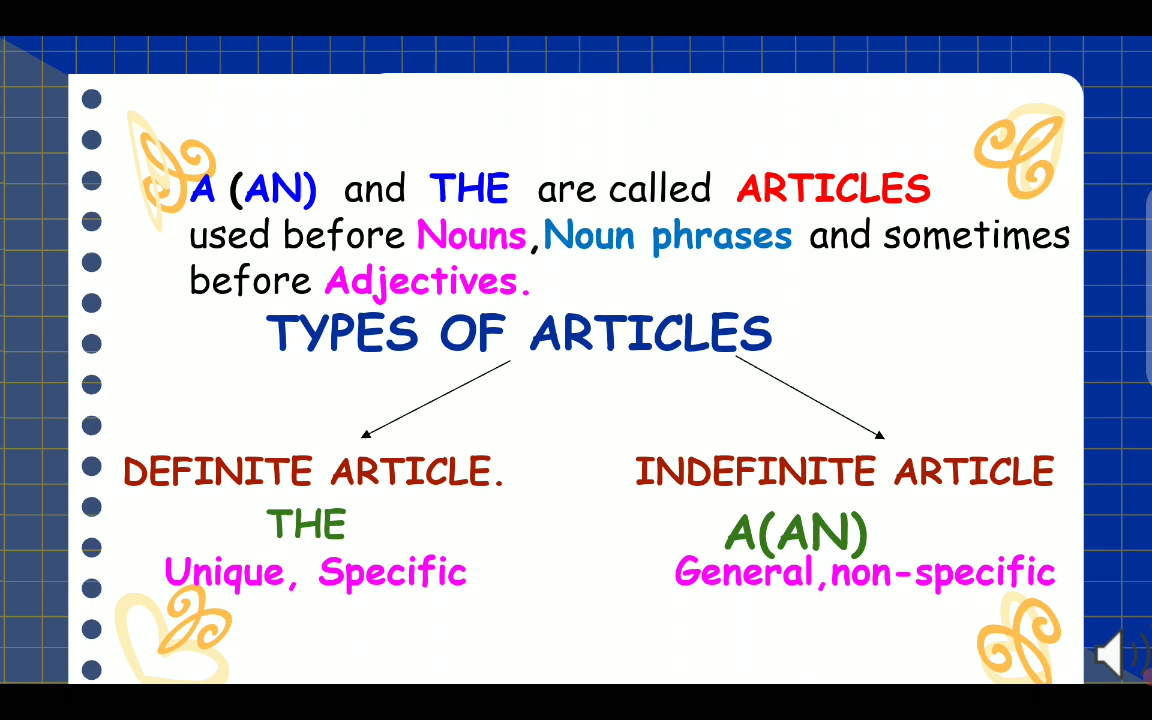 A (AN) and THE are called ARTICLES
used before Nouns,Noun phrases and sometimes
before Adjectives.
TYPES OF ARTICLES
DEFINITE ARTICLE.
INDEFINITE ARTICLE
THE
A(AN)
Unique, Specific
General,non-specific